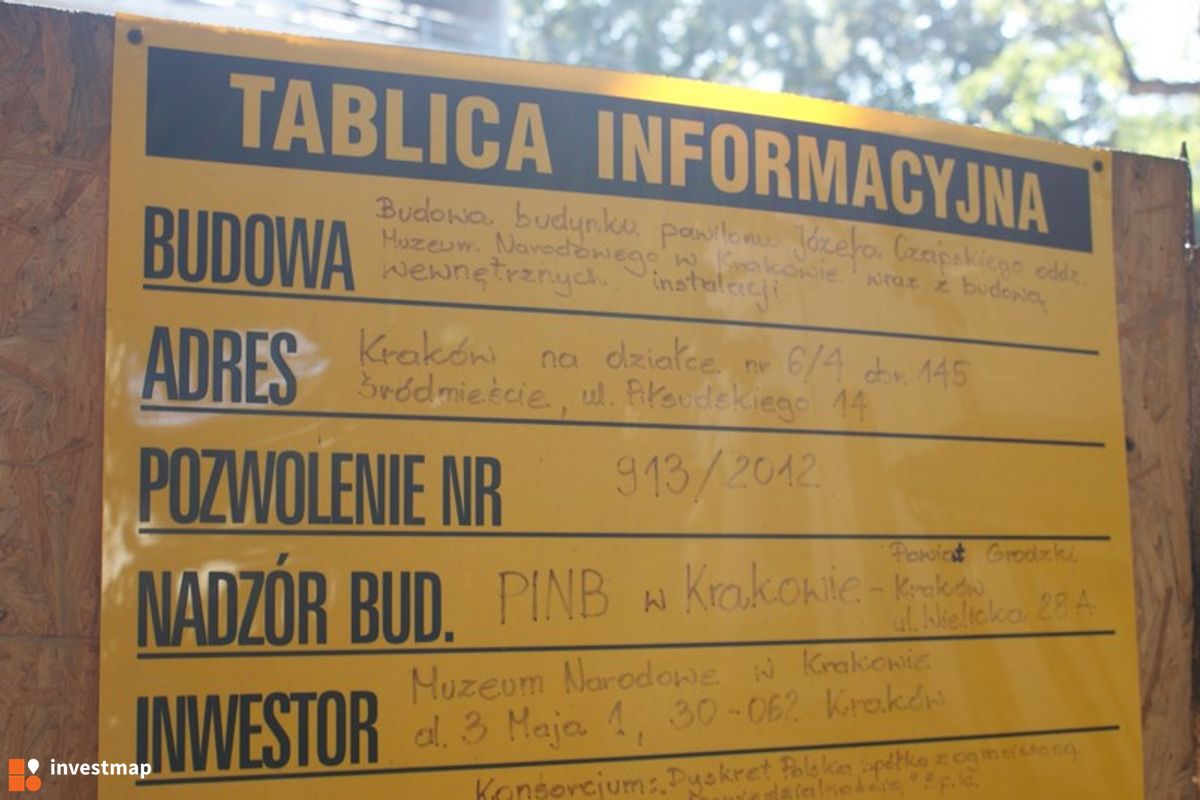 TABLICA INFORMACYJNA
BUDOWA
Budowa budynku pawilonu Józefa Czapskiego oddz.
Muzeum Narodowego w Krakowie wraz z budową
wewnętrznych instalacji
ADRES
Kraków na działce nr 6/4 obr. 145
Śródmieście, ul. Piłsudskiego 14
POZWOLENIE NR
913/2012
NADZÓR BUD.
PINB w Krakowie - Powiat Grodzki
Kraków
ul. Wielicka 28A
INWESTOR
Muzeum Narodowe w Krakowie
al. 3 Maja 1, 30-062 Kraków
Konsorcjum: Dyskret Polska spółka z ograniczoną
investmap